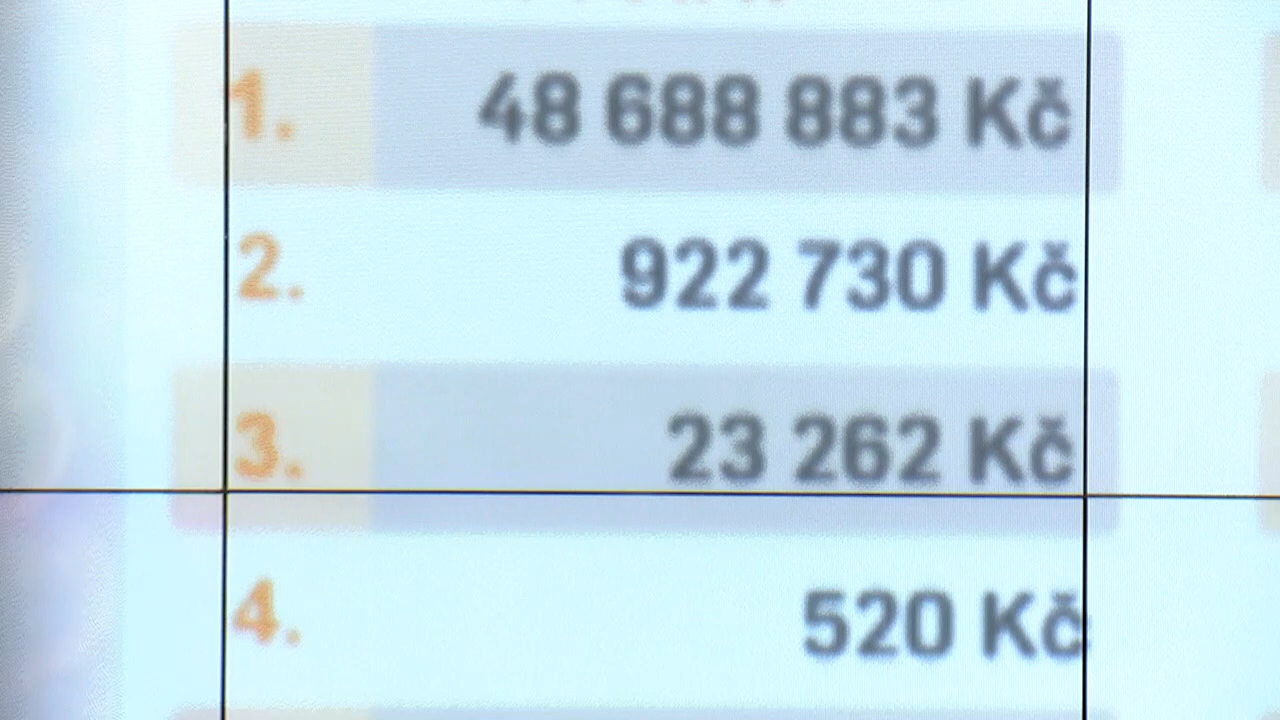 1. 48 688 883 Kč
2. 922 730 Kč
3. 23 262 Kč
4. 520 Kč